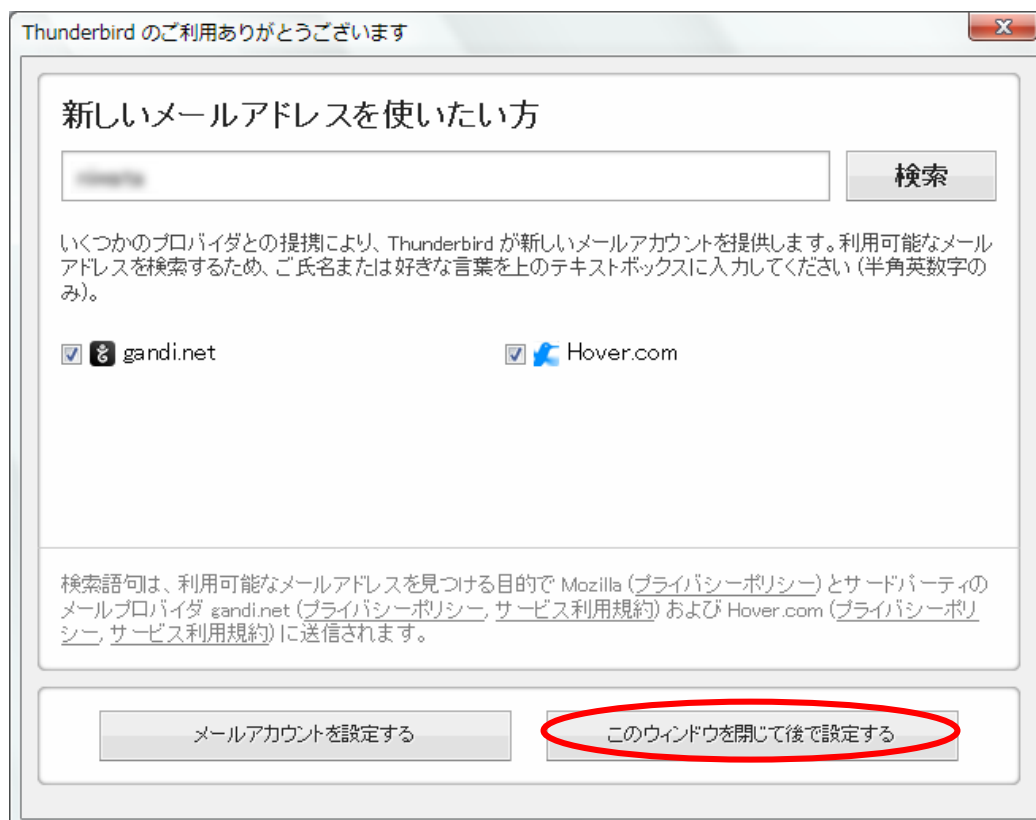 Thunderbird のご利用ありがとうございます
新しいメールアドレスを使いたい方
検索
いくつかのプロバイダとの提携により、Thunderbird が新しいメールアカウントを提供します。利用可能なメール
アドレスを検索するため、ご氏名または好きな言葉を上のテキストボックスに入力してください (半角英数字の
み)。
gandi.net
Hover.com
検索語句は、利用可能なメールアドレスを見つける目的で Mozilla (プライバシーポリシー) とサードパーティの
メールプロバイダ gandi.net (プライバシーポリシー, サービス利用規約) および Hover.com (プライバシーポリ
シー, サービス利用規約) に送信されます。
メールアカウントを設定する
このウィンドウを閉じて後で設定する